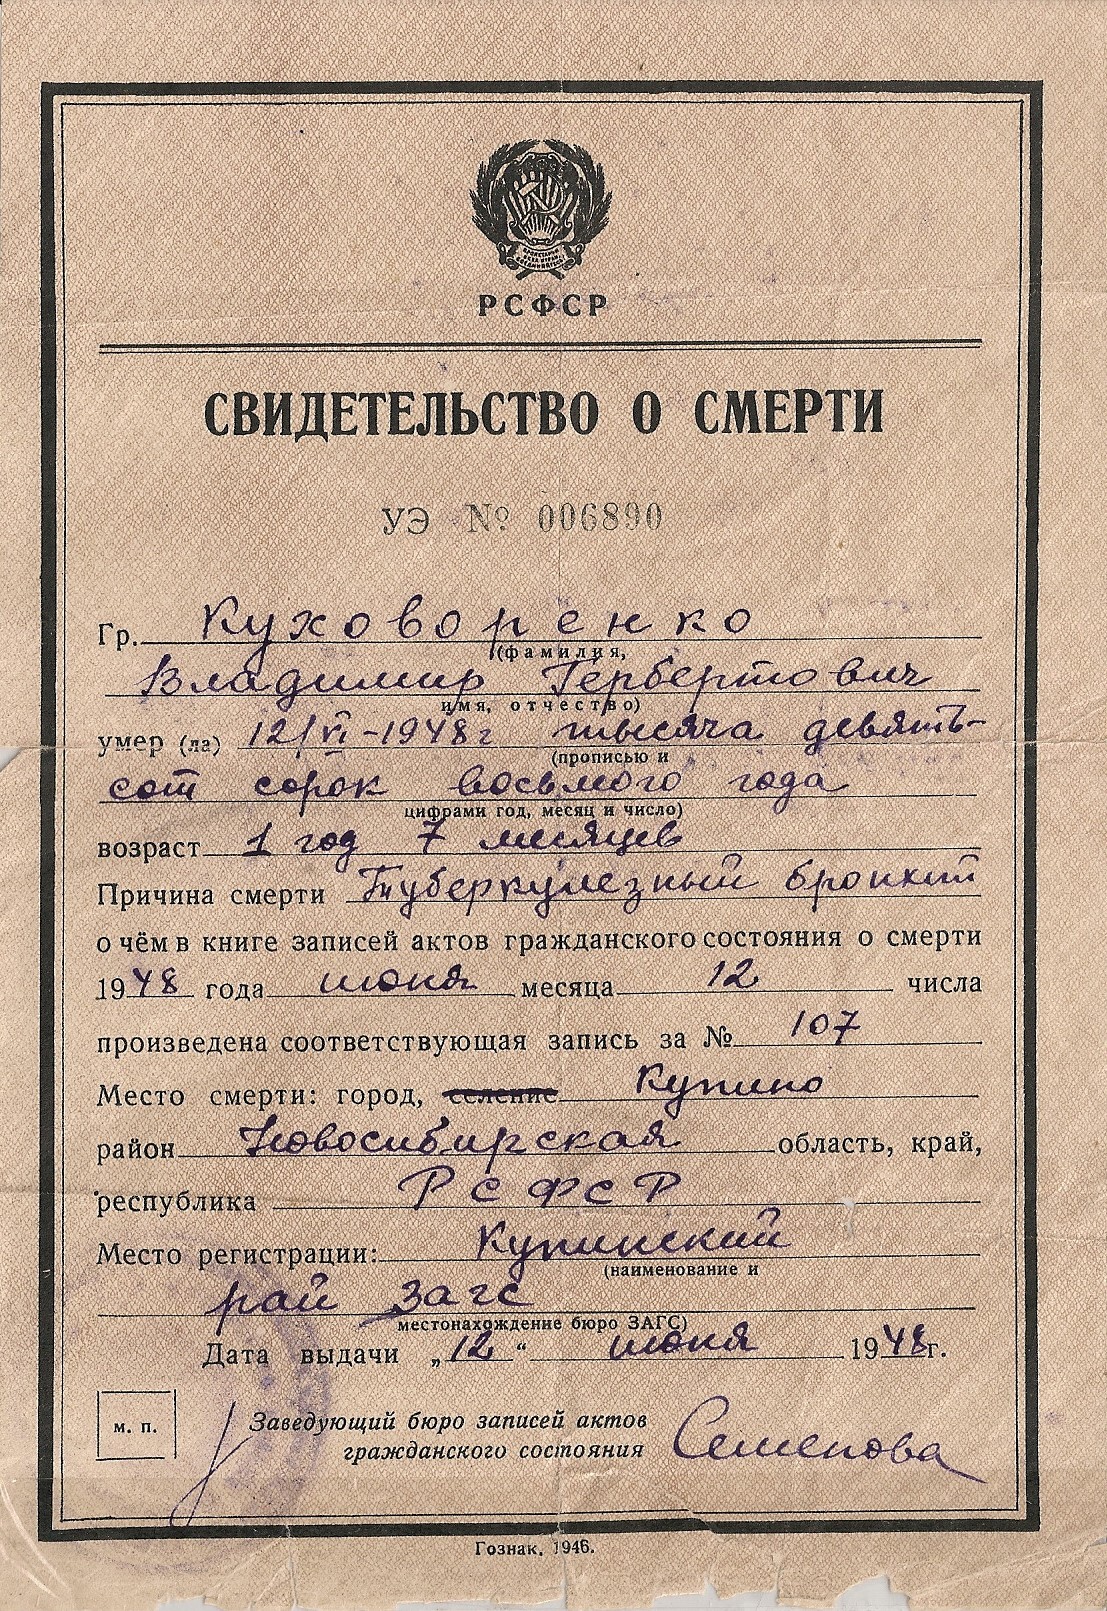 РСФСР
СВИДЕТЕЛЬСТВО О СМЕРТИ
УЭ № 006890
Гр. Куховоренко
(фамилия,
Владимир Гербертович
имя, отчество)
умер (ла) 12/VI-1948 г тысяча девять-
(прописью и
сот сорок восьмого года
цифрами год, месяц и число)
возраст 1 год 7 месяцев
Причина смерти Туберкулезный бронхит
о чём в книге записей актов гражданского состояния о смерти
1948 года июня месяца 12 числа
произведена соответствующая запись за № 107
Место смерти: город, селение Купино
район Новосибирская область, край,
республика РСФСР
Место регистрации: Купинский
(наименование и
рай Загс
местонахождение бюро ЗАГС)
Дата выдачи „12“ июня 1948г.
м. п.
Заведующий бюро записей актов
гражданского состояния Семенова
Гознак. 1946.